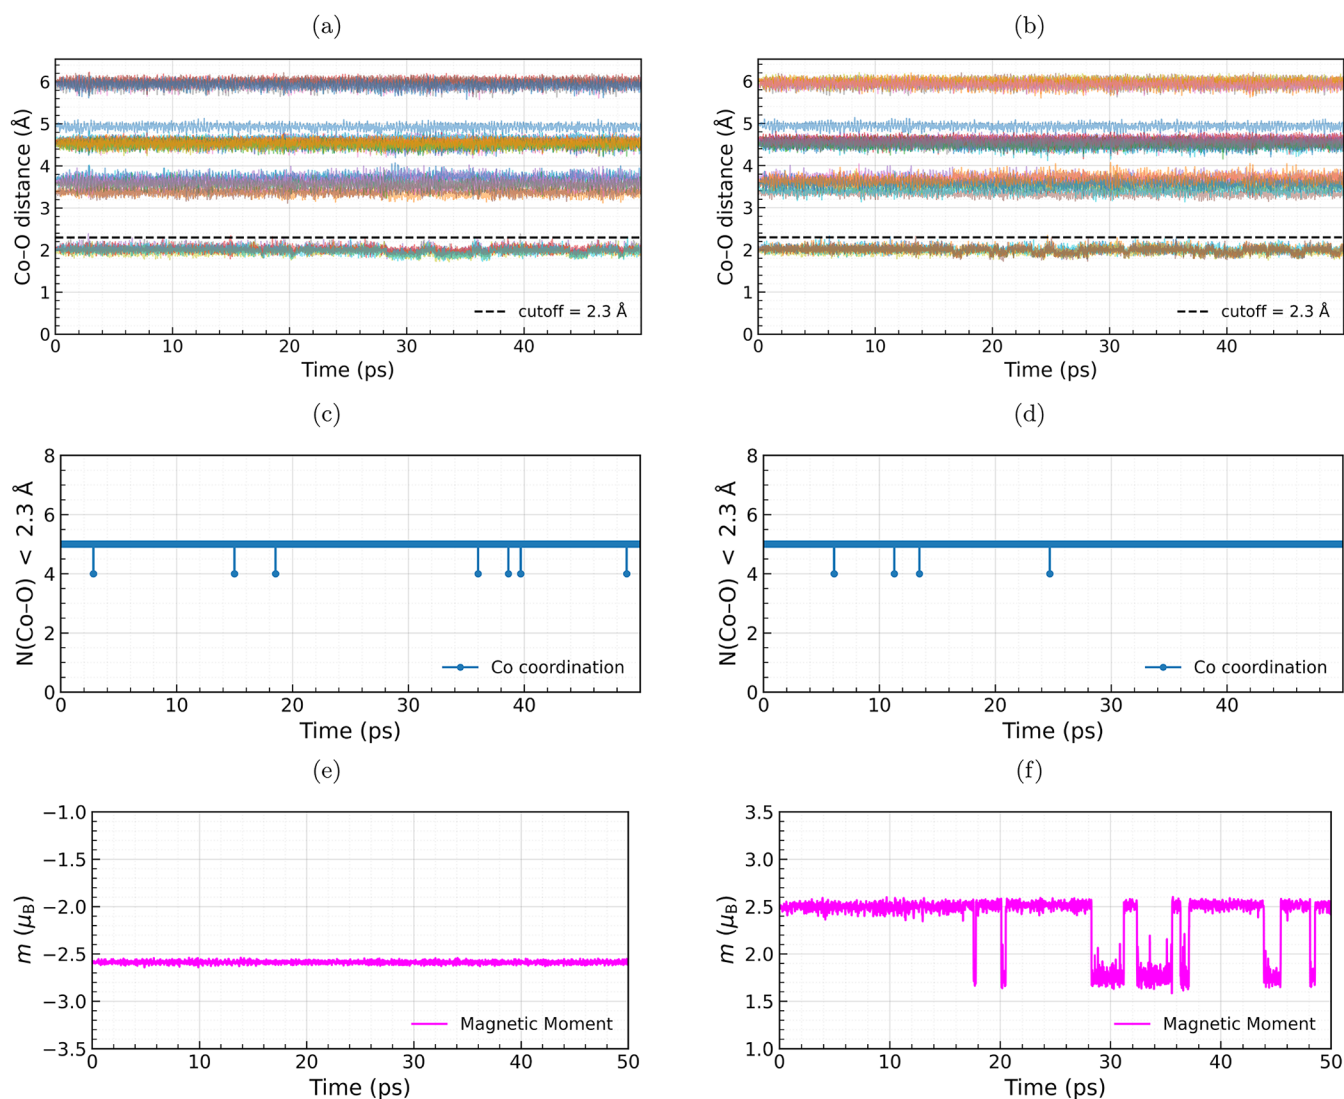 (a)
(b)
6
5
4
3
2
1
0
Co–O distance (Å)
cutoff = 2.3 Å
0
10
20
30
40
Time (ps)
6
5
4
3
2
1
0
Co–O distance (Å)
cutoff = 2.3 Å
0
10
20
30
40
Time (ps)
(c)
(d)
8
6
4
2
0
N(Co–O) < 2.3 Å
Co coordination
0
10
20
30
40
Time (ps)
8
6
4
2
0
N(Co–O) < 2.3 Å
Co coordination
0
10
20
30
40
Time (ps)
(e)
(f)
−1.0
−1.5
−2.0
−2.5
−3.0
−3.5
m (μB)
Magnetic Moment
0
10
20
30
40
50
Time (ps)
3.5
3.0
2.5
2.0
1.5
1.0
m (μB)
Magnetic Moment
0
10
20
30
40
50
Time (ps)